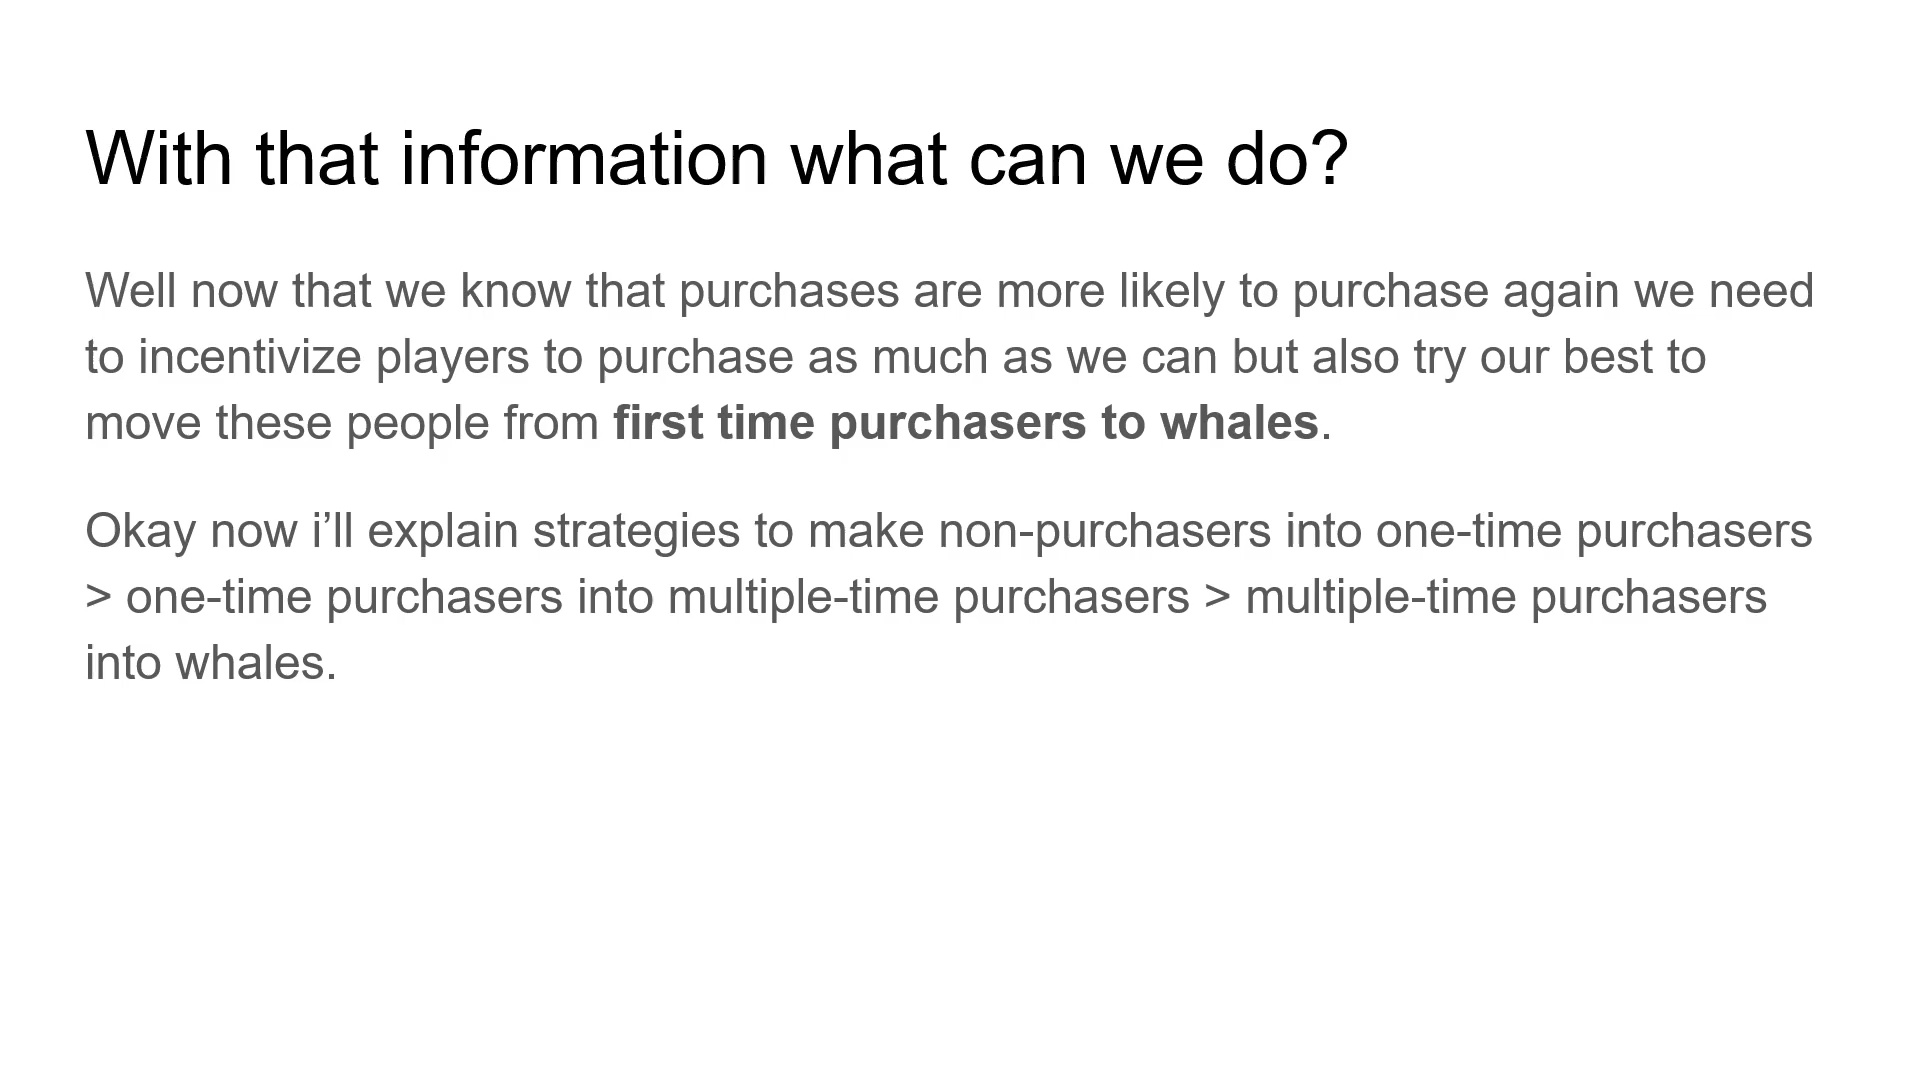 With that information what can we do?
Well now that we know that purchases are more likely to purchase again we need
to incentivize players to purchase as much as we can but also try our best to
move these people from first time purchasers to whales.
Okay now i’ll explain strategies to make non-purchasers into one-time purchasers
> one-time purchasers into multiple-time purchasers > multiple-time purchasers
into whales.